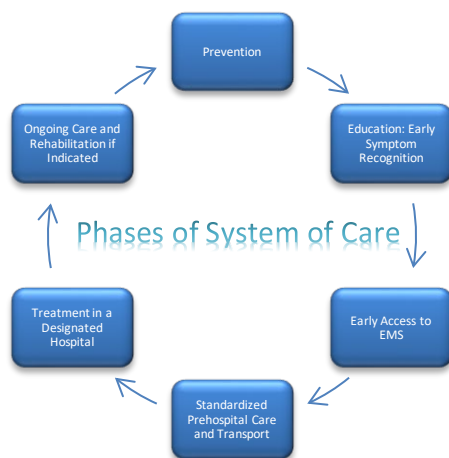 Prevention
Education: Early
Symptom
Recognition
Early Access to
EMS
Standardized
Prehospital Care
and Transport
Treatment in a
Designated
Hospital
Ongoing Care and
Rehabilitation if
Indicated
Phases of System of Care